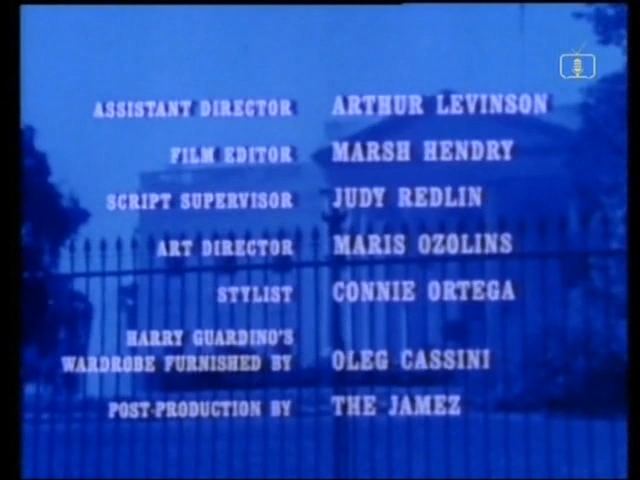 ASSISTANT DIRECTOR ARTHUR LEVINSON
FILM EDITOR MARSH HENDRY
SCRIPT SUPERVISOR JUDY REDLIN
ART DIRECTOR MARIS OZOLINS
STYLIST CONNIE ORTEGA
HARRY GUARDINO'S
WARDROBE FURNISHED BY OLEG CASSINI
POST-PRODUCTION BY THE JAMEZ